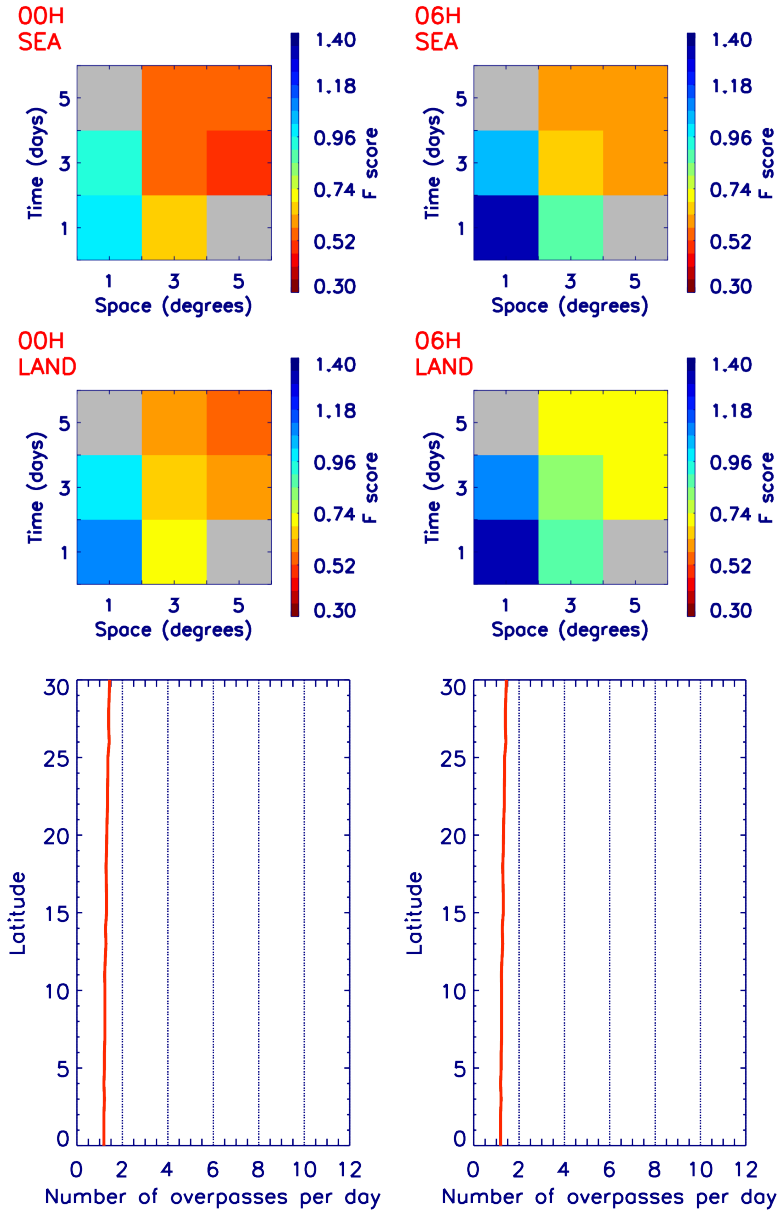 00H
SEA
5
3
1
Time (days)
1 3 5
Space (degrees)
1.40
1.18
0.96
0.74
0.52
0.30
F score
06H
SEA
5
3
1
Time (days)
1 3 5
Space (degrees)
1.40
1.18
0.96
0.74
0.52
0.30
F score
00H
LAND
5
3
1
Time (days)
1 3 5
Space (degrees)
1.40
1.18
0.96
0.74
0.52
0.30
F score
06H
LAND
5
3
1
Time (days)
1 3 5
Space (degrees)
1.40
1.18
0.96
0.74
0.52
0.30
F score
30
25
20
15
10
5
0
Latitude
0 2 4 6 8 10 12
Number of overpasses per day
30
25
20
15
10
5
0
Latitude
0 2 4 6 8 10 12
Number of overpasses per day